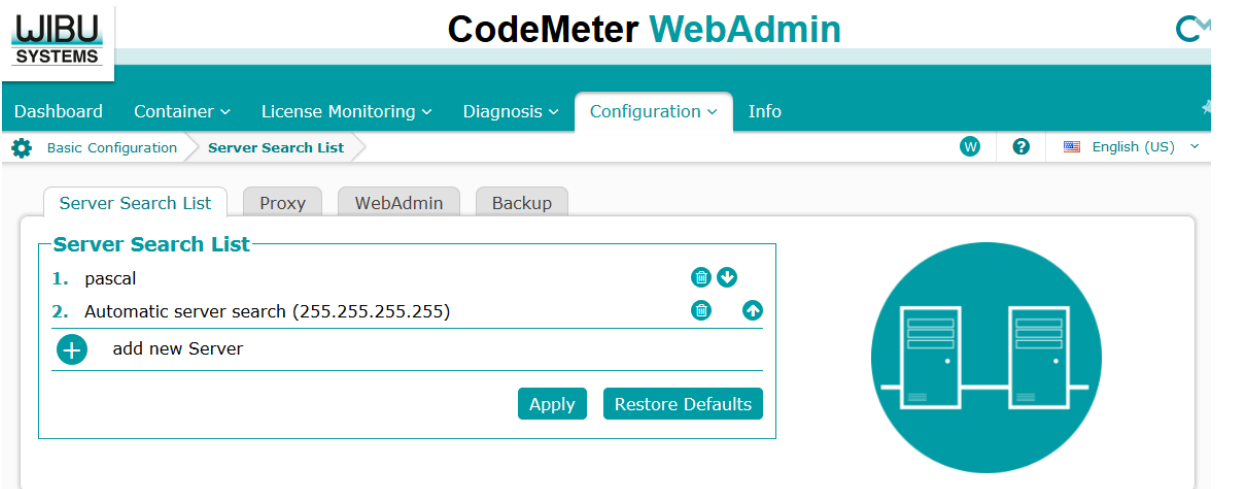 WIBU
SYSTEMS
CodeMeter WebAdmin
Dashboard Container License Monitoring Diagnosis Configuration Info
Basic Configuration Server Search List W ? English (US)
Server Search List Proxy WebAdmin Backup
Server Search List
1. pascal
2. Automatic server search (255.255.255.255)
+ add new Server
Apply Restore Defaults